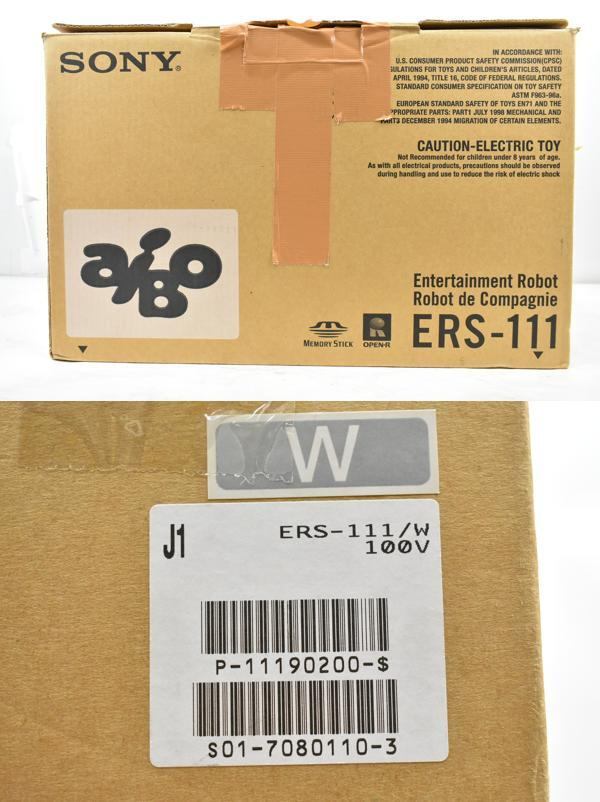 SONY®
IN ACCORDANCE WITH:
U.S. CONSUMER PRODUCT SAFETY COMMISSION(CPSC)
GULATIONS FOR TOYS AND CHILDREN'S ARTICLES, DATED
APRIL 1994, TITLE 16, CODE OF FEDERAL REGULATIONS.
STANDARD CONSUMER SPECIFICATION ON TOY SAFETY
ASTM F963-96a.
EUROPEAN STANDARD SAFETY OF TOYS EN71 AND THE
PROPRIATE PARTS: PART1 JULY 1998 MECHANICAL AND
PART3 DECEMBER 1994 MIGRATION OF CERTAIN ELEMENTS.
CAUTION-ELECTRIC TOY
Not Recommended for children under 8 years of age.
As with all electrical products, precautions should be observed
during handling and use to reduce the risk of electric shock
aiBo
Entertainment Robot
Robot de Compagnie
MEMORY STICK
OPEN-R
ERS-111
W
J1
ERS-111/W
100V
P-11190200-$
S01-7080110-3